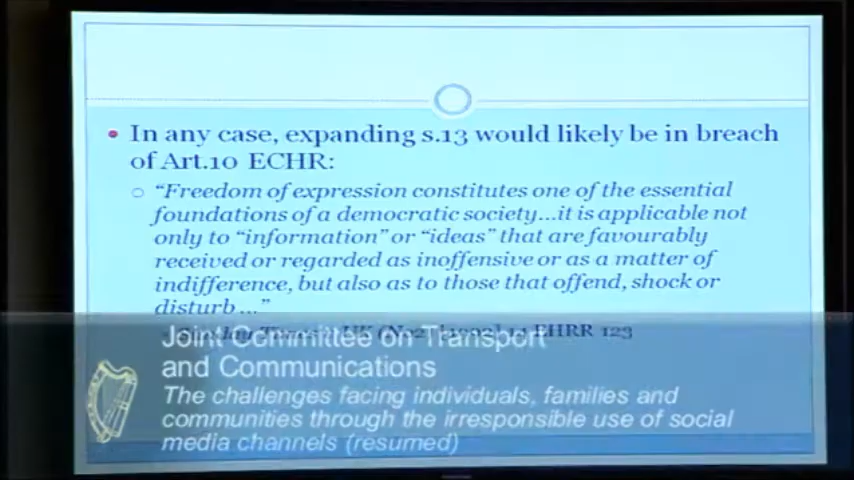 In any case, expanding s.13 would likely be in breach
of Art.10 ECHR:
"Freedom of expression constitutes one of the essential
foundations of a democratic society...it is applicable not
only to "information" or "ideas" that are favourably
received or regarded as inoffensive or as a matter of
indifference, but also as to those that offend, shock or
disturb..."
EHRR 123
Joint Committee on Transport
and Communications
The challenges facing individuals, families and
communities through the irresponsible use of social
media channels (resumed)